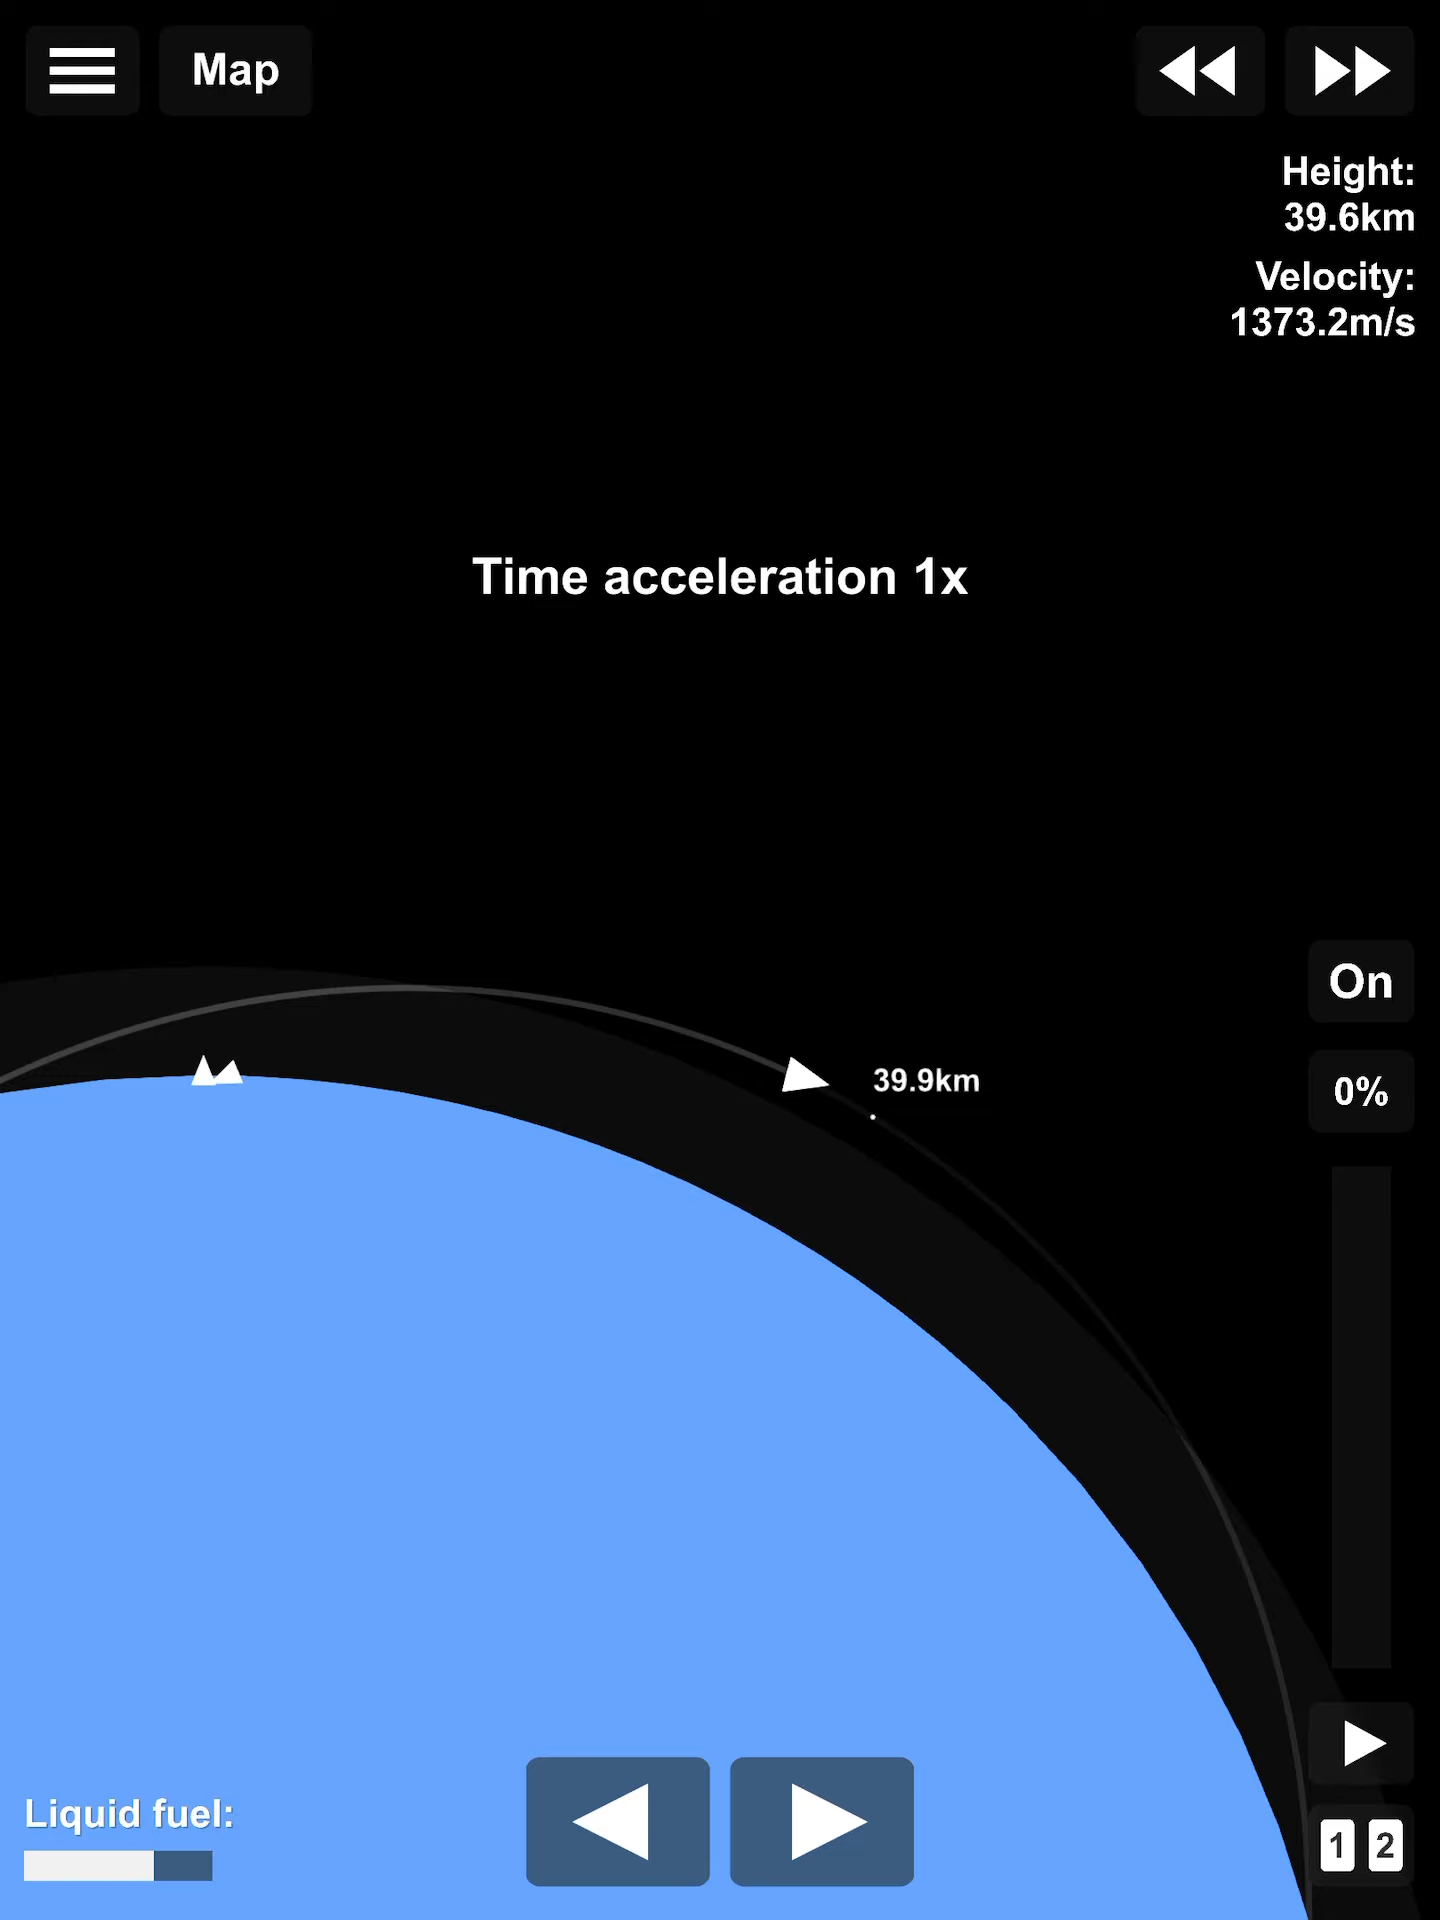 Map
Height:
39.6km
Velocity:
1373.2m/s
Time acceleration 1x
39.9km
On
0%
Liquid fuel:
1 2